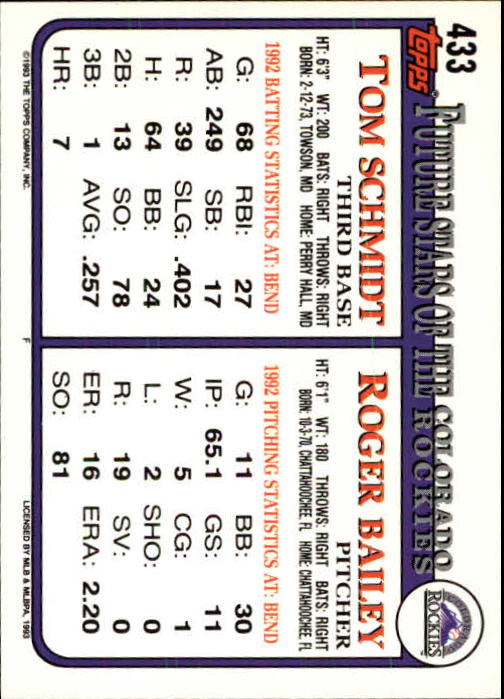 433
Topps®
FUTURE STARS OF THE COLORADO ROCKIES
COLORADO
ROCKIES
TOM SCHMIDT
THIRD BASE
HT: 6'3" WT: 200 BATS: RIGHT THROWS: RIGHT
BORN: 2-12-73, TOWSON, MD HOME: PERRY HALL, MD
1992 BATTING STATISTICS AT: BEND
G: 68 RBI: 27
AB: 249 SB: 17
R: 39 SLG: .402
H: 64 BB: 24
2B: 13 SO: 78
3B: 1 AVG: .257
HR: 7
ROGER BAILEY
PITCHER
HT: 6'1" WT: 180 THROWS: RIGHT BATS: RIGHT
BORN: 10-3-70, CHATTAHOOCHEE, FL HOME: CHATTAHOOCHEE, FL
1992 PITCHING STATISTICS AT: BEND
G: 11 BB: 30
IP: 65.1 GS: 11
W: 5 CG: 1
L: 2 SHO: 0
R: 19 SV: 0
ER: 16 ERA: 2.20
SO: 81
©1993 THE TOPPS COMPANY, INC.
F
LICENSED BY MLB & MLBPA, 1993